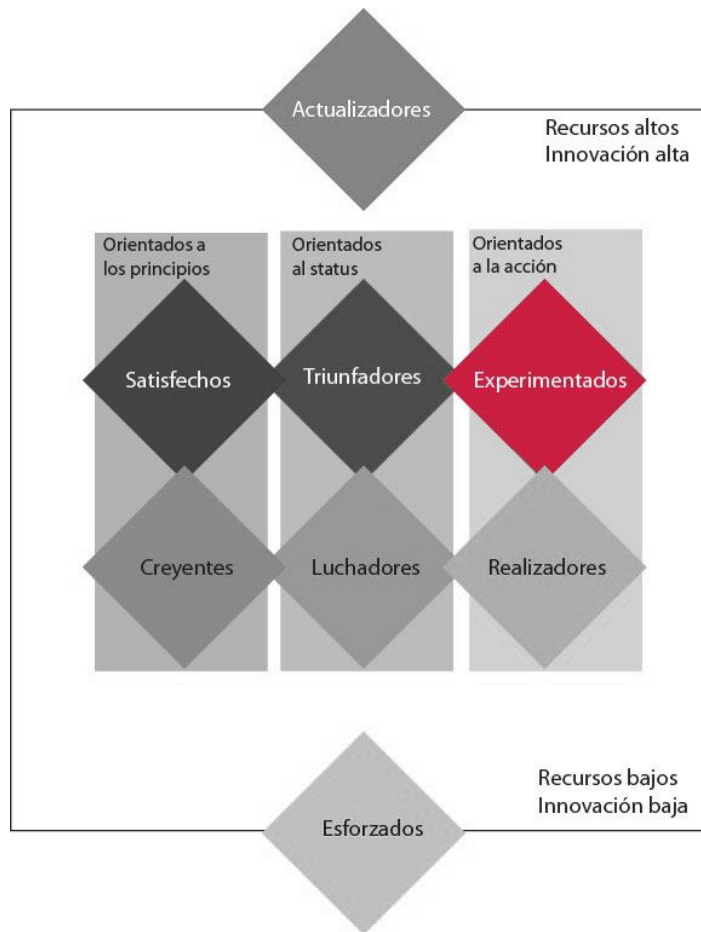 Actualizadores
Recursos altos
Innovación alta
Orientados a
los principios
Orientados
al status
Orientados
a la acción
Satisfechos
Triunfadores
Experimentados
Creyentes
Luchadores
Realizadores
Recursos bajos
Innovación baja
Esforzados